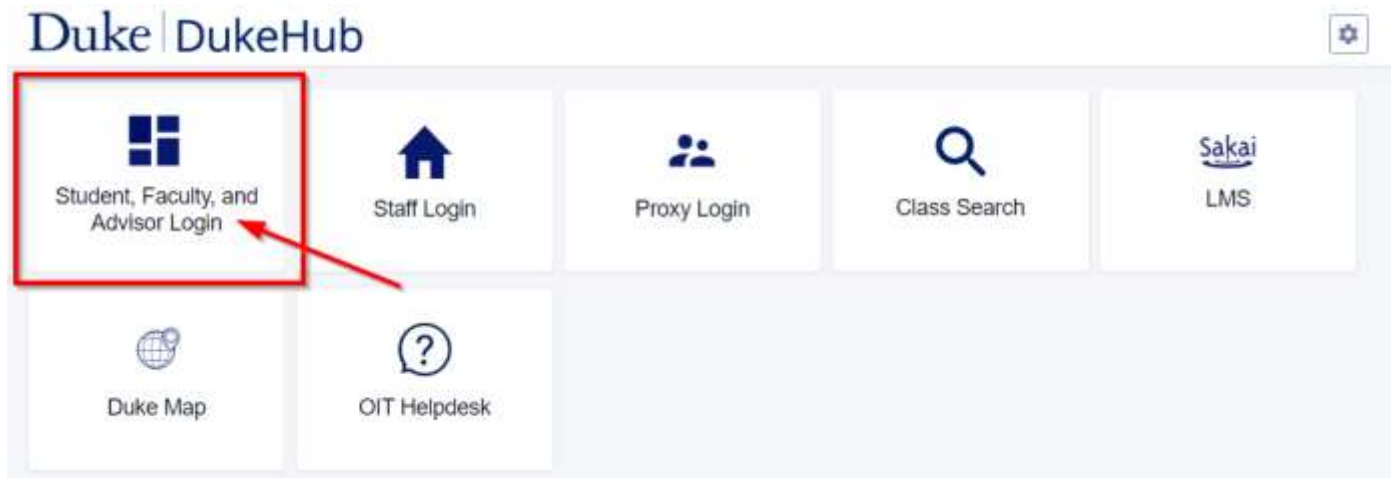 Duke DukeHub
Student, Faculty, and
Advisor Login
Staff Login
Proxy Login
Class Search
Sakai
LMS
Duke Map
?
OIT Helpdesk